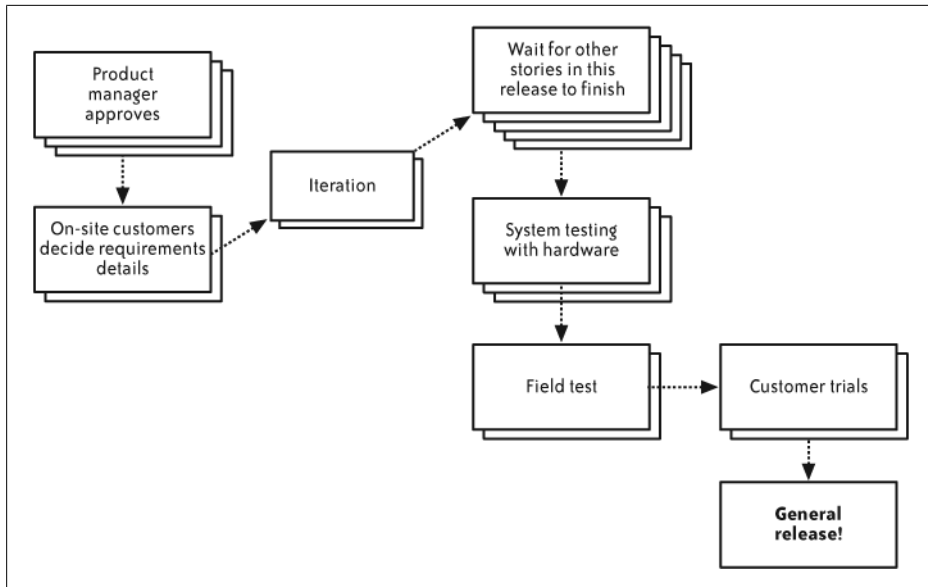 Product
manager
approves
On-site customers
decide requirements
details
Iteration
Wait for other
stories in this
release to finish
System testing
with hardware
Field test
Customer trials
General
release!